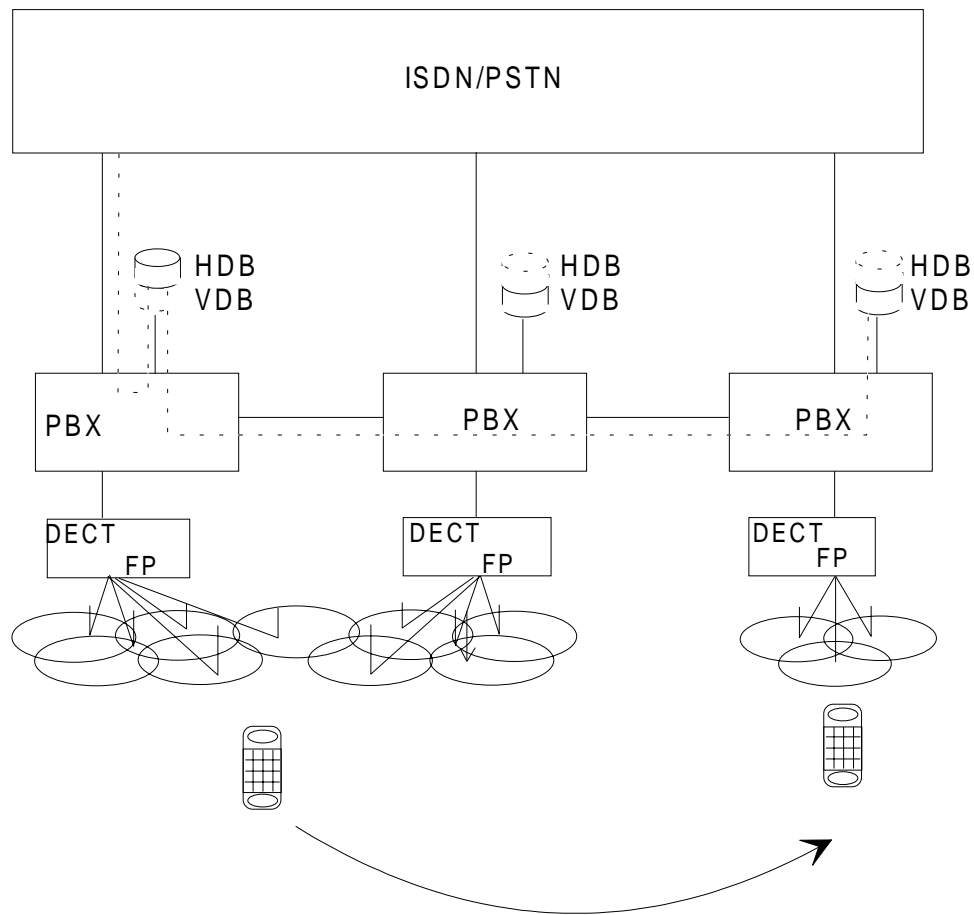 ISDN/PSTN
HDB
VDB
HDB
VDB
HDB
VDB
PBX
PBX
PBX
DECT
FP
DECT
FP
DECT
FP